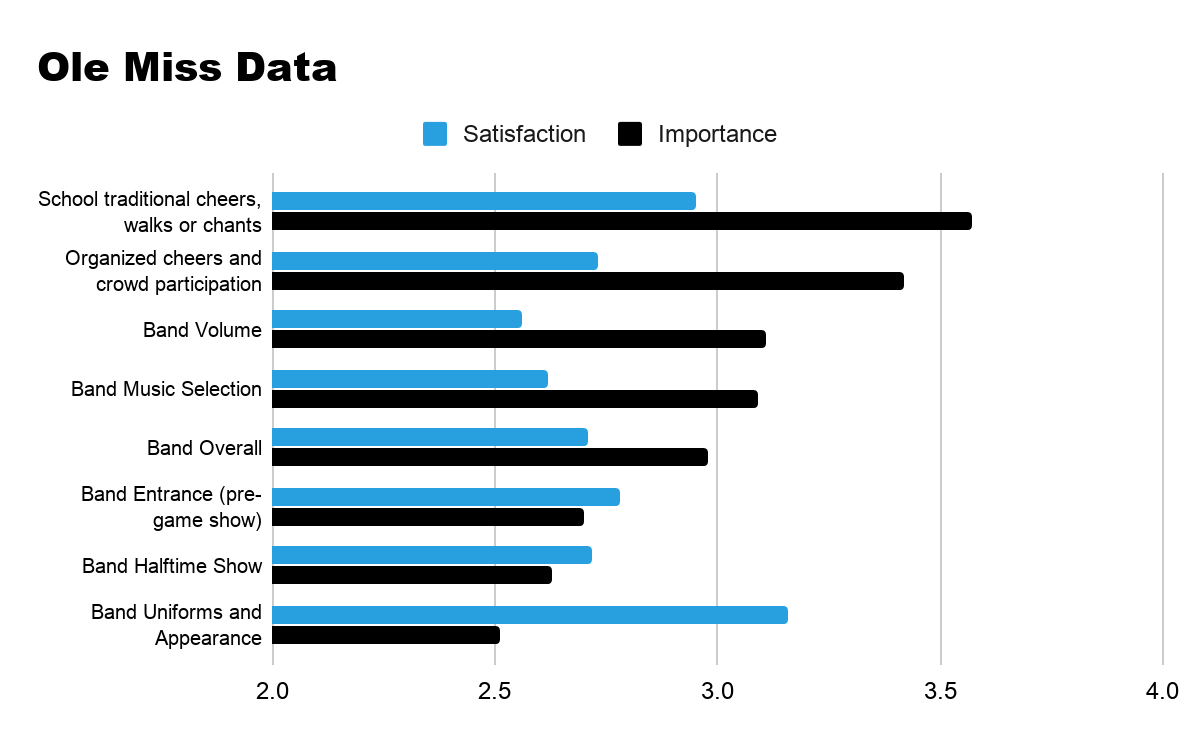 Ole Miss Data
Satisfaction
Importance
School traditional cheers,
walks or chants
Organized cheers and
crowd participation
Band Volume
Band Music Selection
Band Overall
Band Entrance (pre-
game show)
Band Halftime Show
Band Uniforms and
Appearance
2.0
2.5
3.0
3.5
4.0